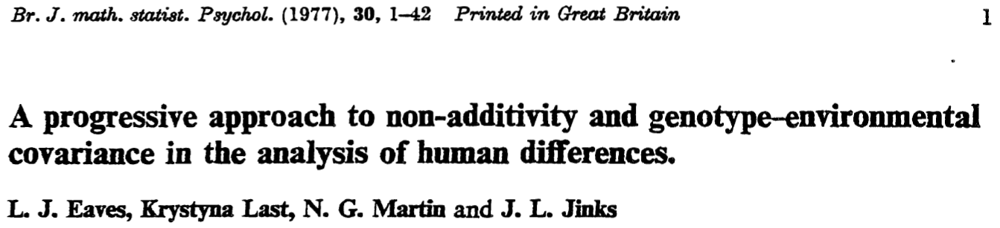 Br. J. math. statist. Psychol. (1977), 30, 1–42 Printed in Great Britain 1
A progressive approach to non-additivity and genotype–environmental
covariance in the analysis of human differences.
L. J. Eaves, Krystyna Last, N. G. Martin and J. L. Jinks